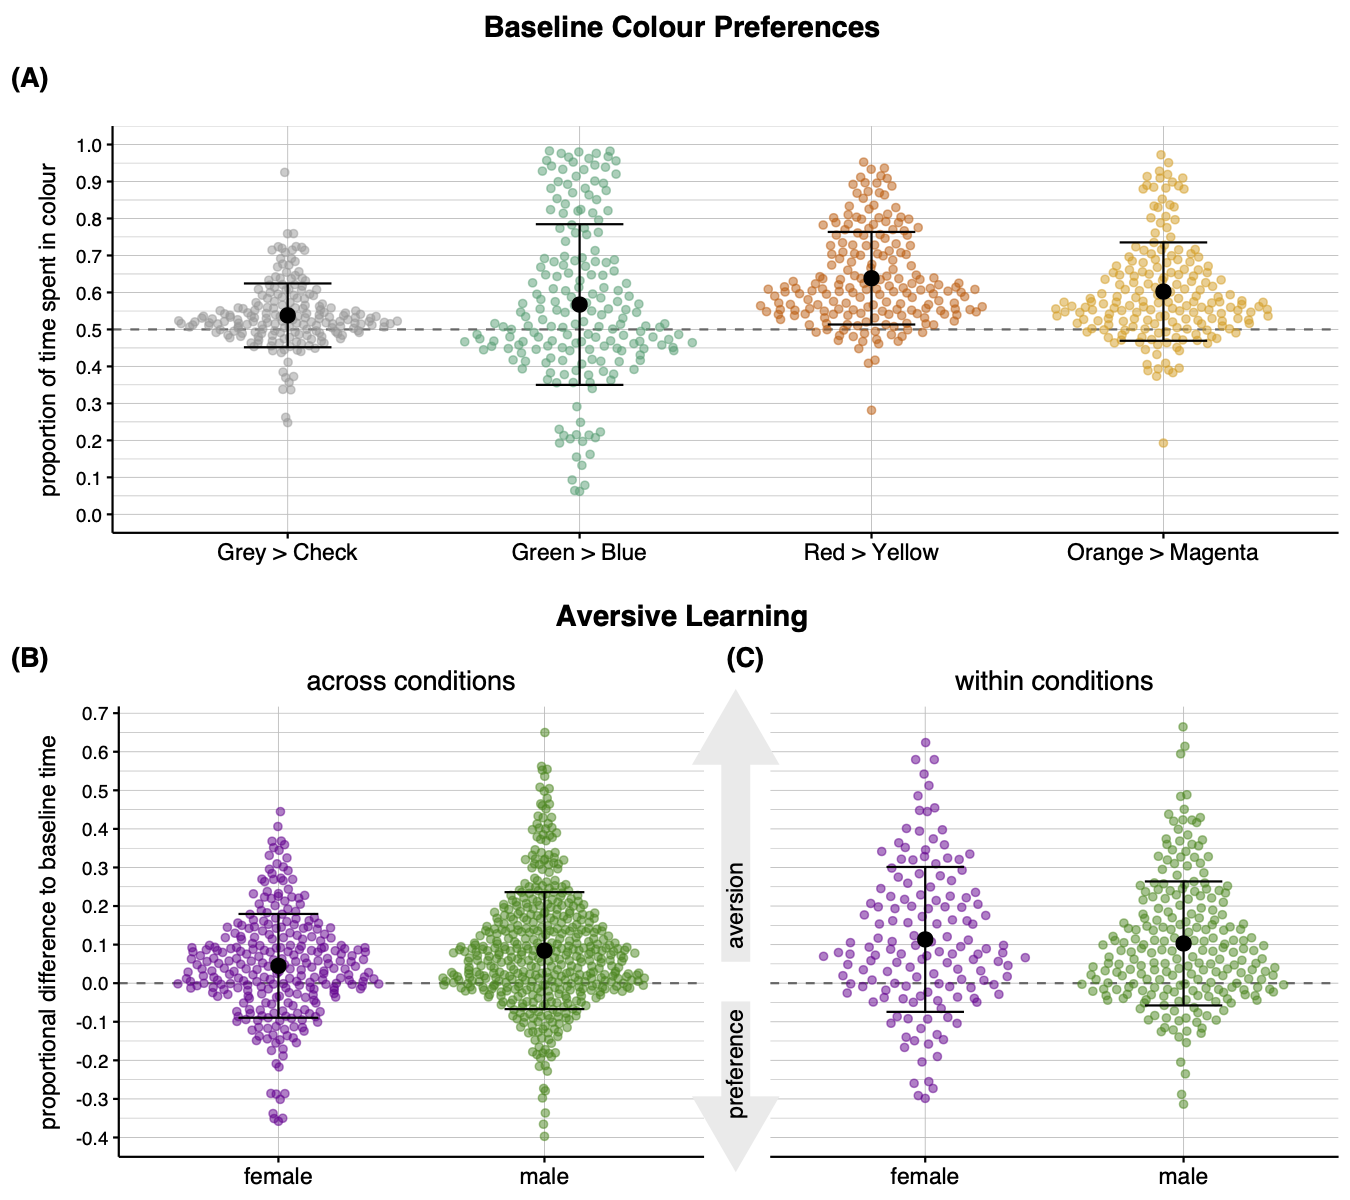 Baseline Colour Preferences
(A)
proportion of time spent in colour
1.0
0.9
0.8
0.7
0.6
0.5
0.4
0.3
0.2
0.1
0.0
Grey > Check
Green > Blue
Red > Yellow
Orange > Magenta
Aversive Learning
(B)
across conditions
proportional difference to baseline time
0.7
0.6
0.5
0.4
0.3
0.2
0.1
0.0
-0.1
-0.2
-0.3
-0.4
female
male
aversion
preference
(C)
within conditions
female
male